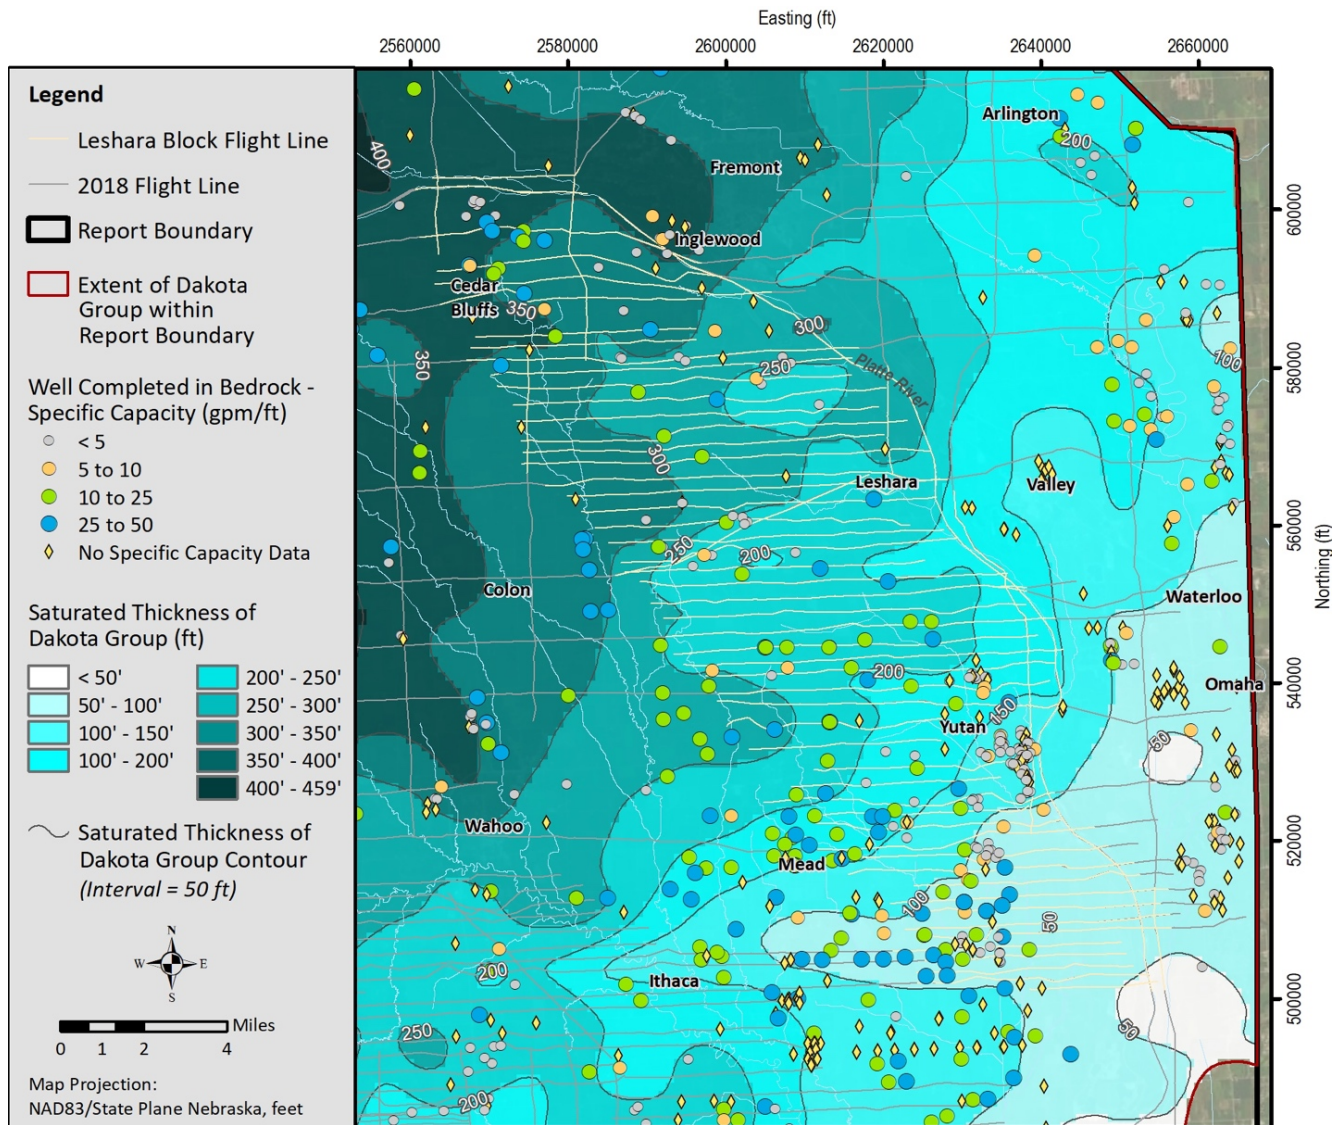 Easting (ft)
2560000
2580000
2600000
2620000
2640000
2660000
Legend
Leshara Block Flight Line
2018 Flight Line
Report Boundary
Extent of Dakota
Group within
Report Boundary
Well Completed in Bedrock -
Specific Capacity (gpm/ft)
< 5
5 to 10
10 to 25
25 to 50
No Specific Capacity Data
Saturated Thickness of
Dakota Group (ft)
< 50'
50' - 100'
100' - 150'
100' - 200'
200' - 250'
250' - 300'
300' - 350'
350' - 400'
400' - 459'
Saturated Thickness of
Dakota Group Contour
(Interval = 50 ft)
N
W
E
S
Miles
0 1 2 4
Map Projection:
NAD83/State Plane Nebraska, feet
Arlington
200
400
Fremont
Inglewood
Cedar
Bluffs
350
300
350
250
Platte River
100
300
Leshara
Valley
250
200
Colon
Waterloo
200
Omaha
150
Yutan
50
Wahoo
Mead
100
50
200
Ithaca
250
50
200
600000
580000
560000
540000
520000
500000
Northing (ft)